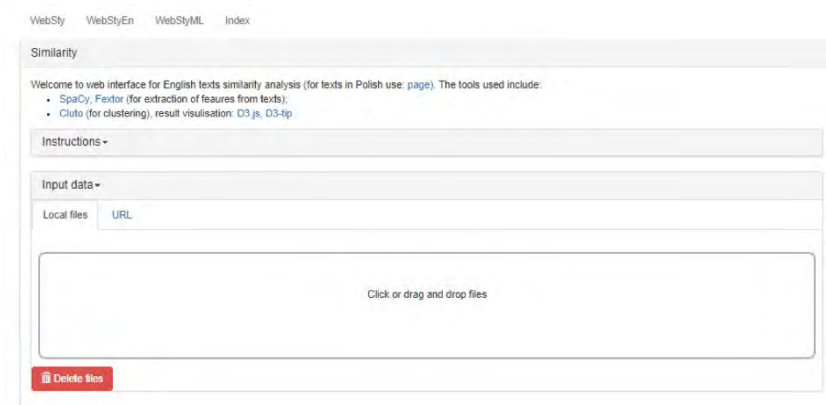 WebSty WebStyEn WebStyML Index
Similarity
Welcome to web interface for English texts similarity analysis (for texts in Polish use: page). The tools used include:
• SpaCy, Fextor (for extraction of feaures from texts);
• Cluto (for clustering), result visulisation: D3.js, D3-tip
Instructions
Input data
Local files URL
Click or drag and drop files
Delete files